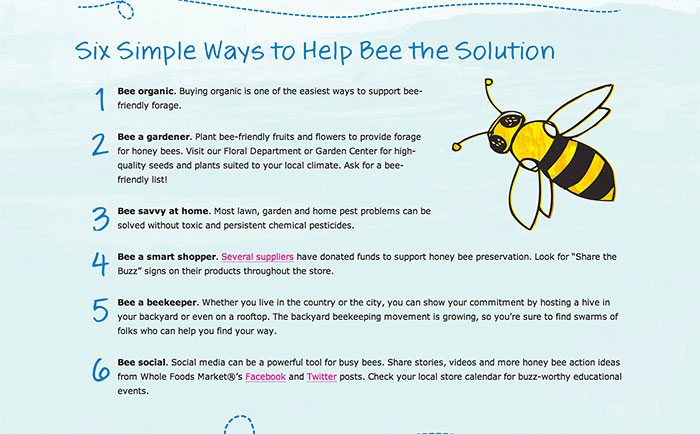 Six Simple Ways to Help Bee the Solution
1 Bee organic. Buying organic is one of the easiest ways to support bee-
friendly forage.
2 Bee a gardener. Plant bee-friendly fruits and flowers to provide forage
for honey bees. Visit our Floral Department or Garden Center for high-
quality seeds and plants suited to your local climate. Ask for a bee-
friendly list!
3 Bee savvy at home. Most lawn, garden and home pest problems can be
solved without toxic and persistent chemical pesticides.
4 Bee a smart shopper. Several suppliers have donated funds to support honey bee preservation. Look for “Share the
Buzz” signs on their products throughout the store.
5 Bee a beekeeper. Whether you live in the country or the city, you can show your commitment by hosting a hive in
your backyard or even on a rooftop. The backyard beekeeping movement is growing, so you’re sure to find swarms of
folks who can help you find your way.
6 Bee social. Social media can be a powerful tool for busy bees. Share stories, videos and more honey bee action ideas
from Whole Foods Market®’s Facebook and Twitter posts. Check your local store calendar for buzz-worthy educational
events.